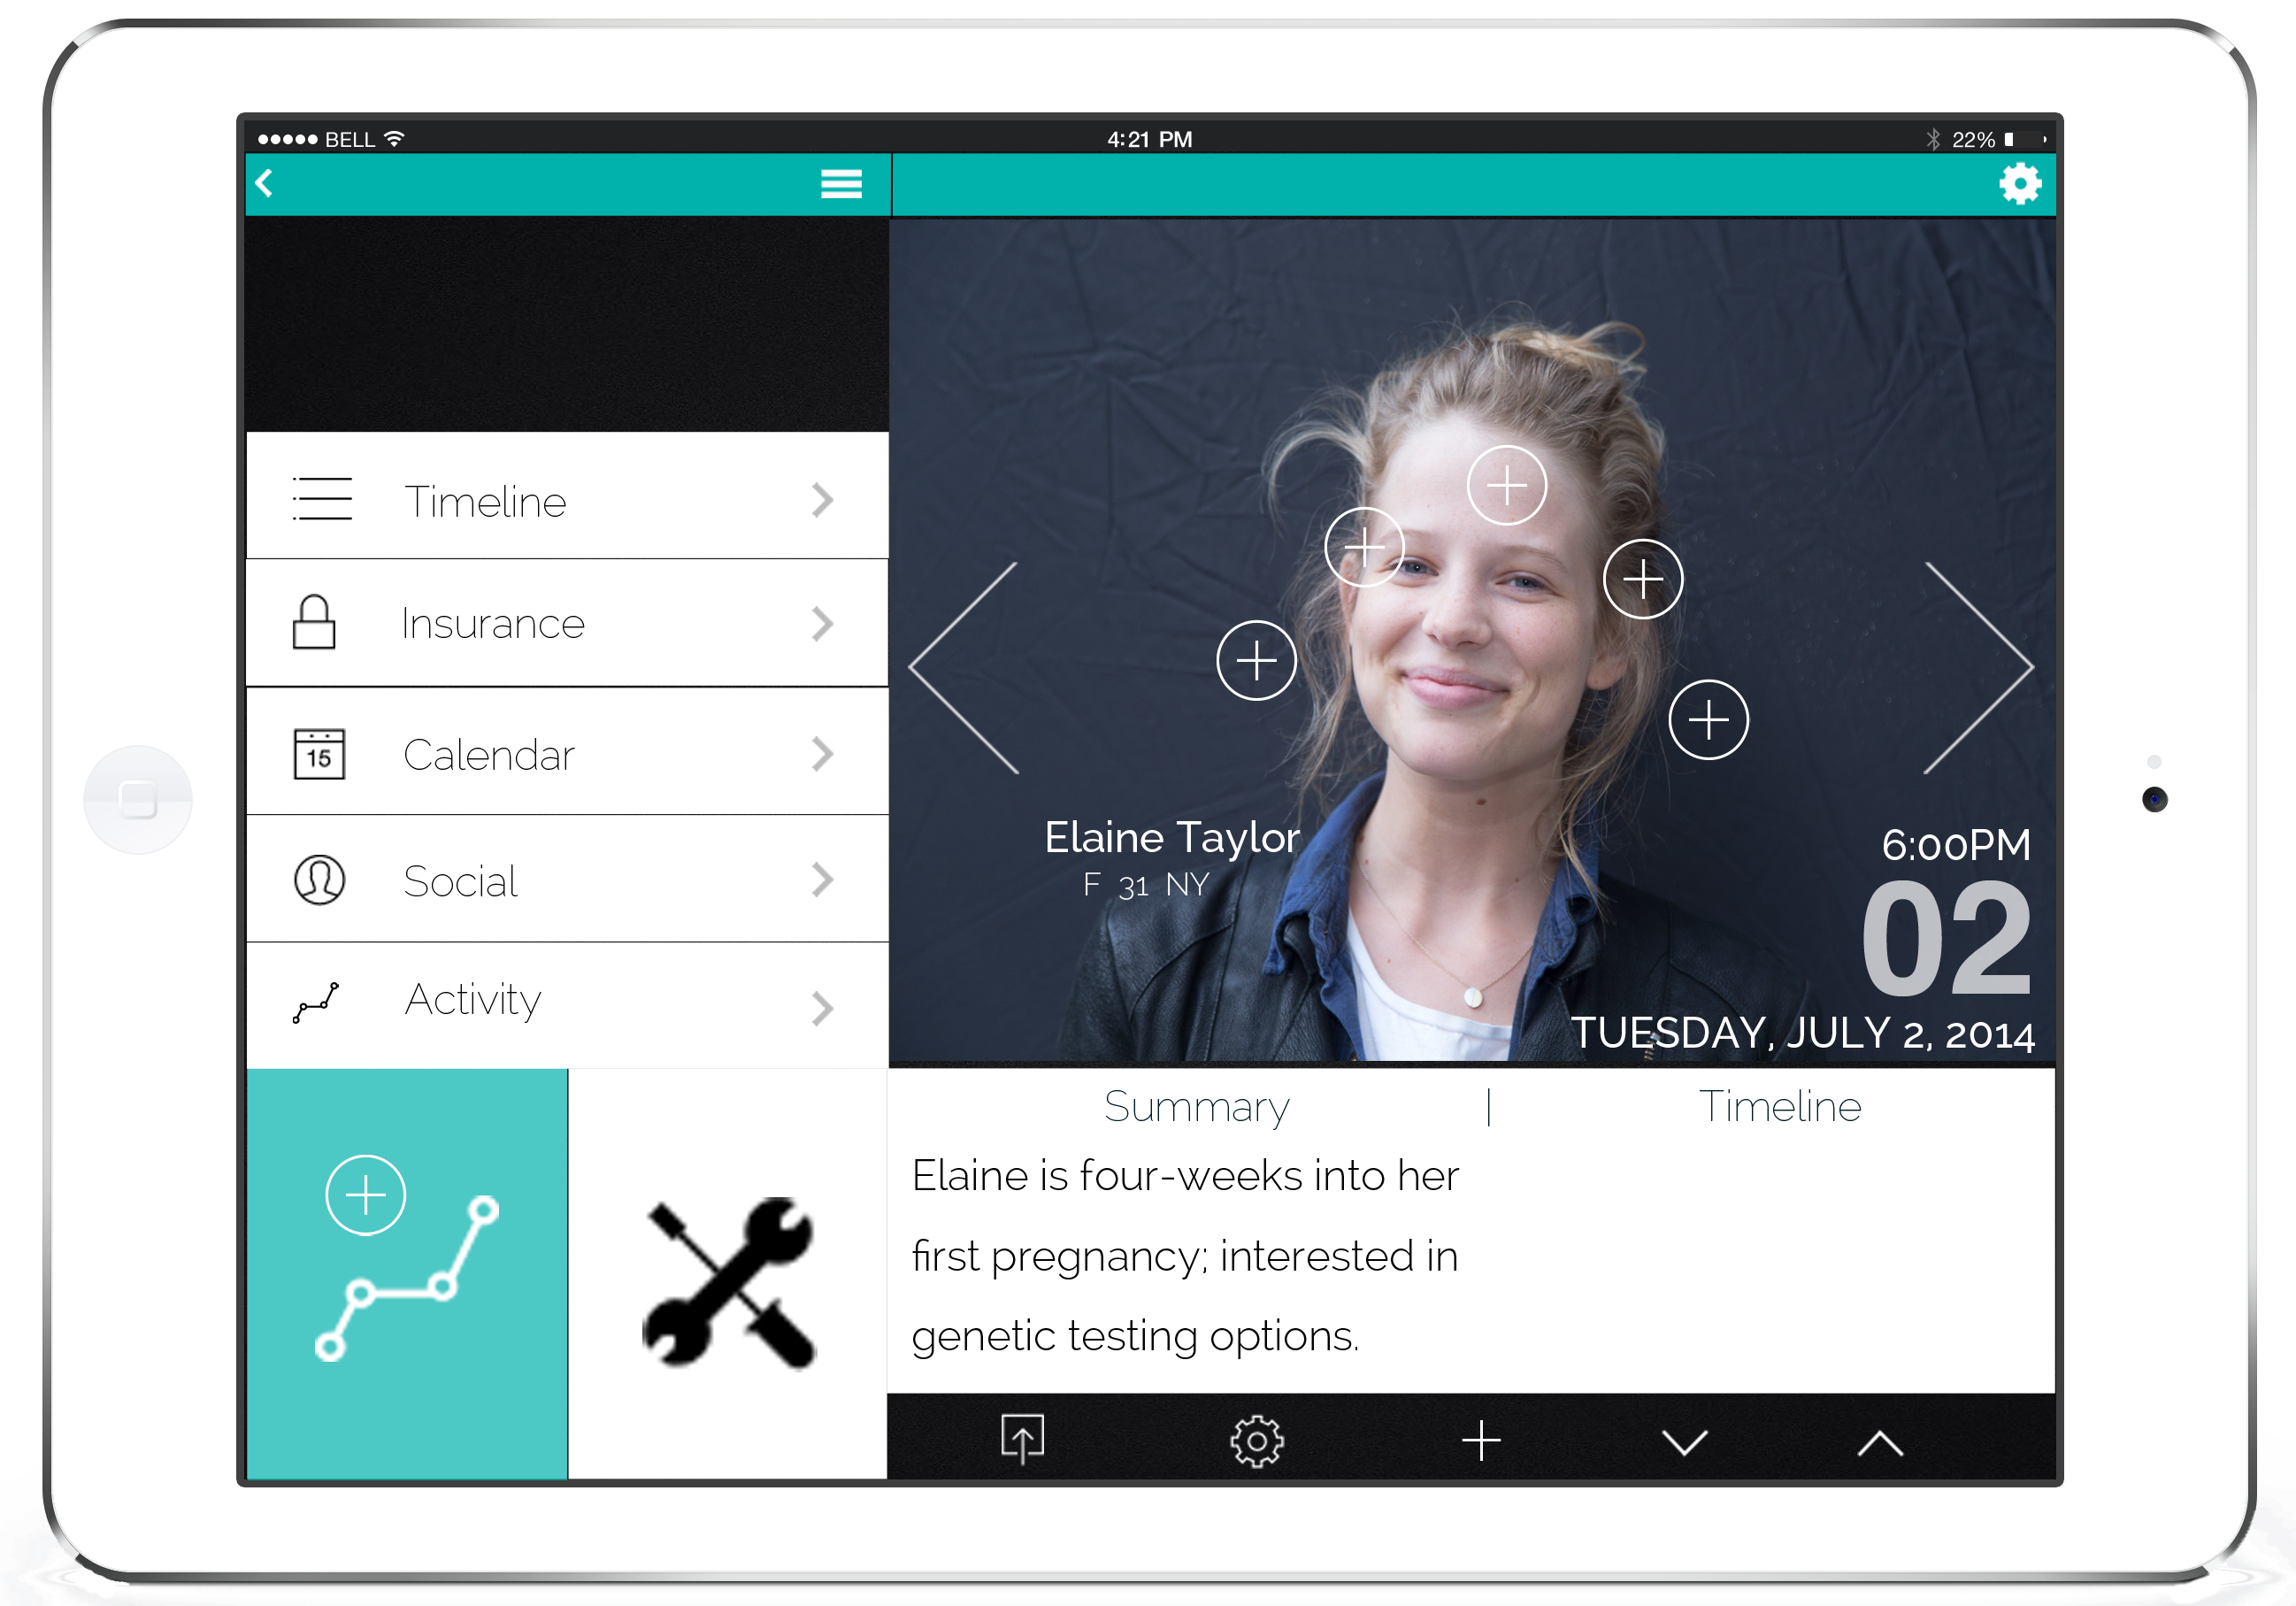 BELL
4:21 PM
22%
Timeline
Insurance
15
Calendar
Social
Activity
Elaine Taylor
F 31 NY
6:00PM
02
TUESDAY, JULY 2, 2014
Summary | Timeline
Elaine is four-weeks into her
first pregnancy; interested in
genetic testing options.